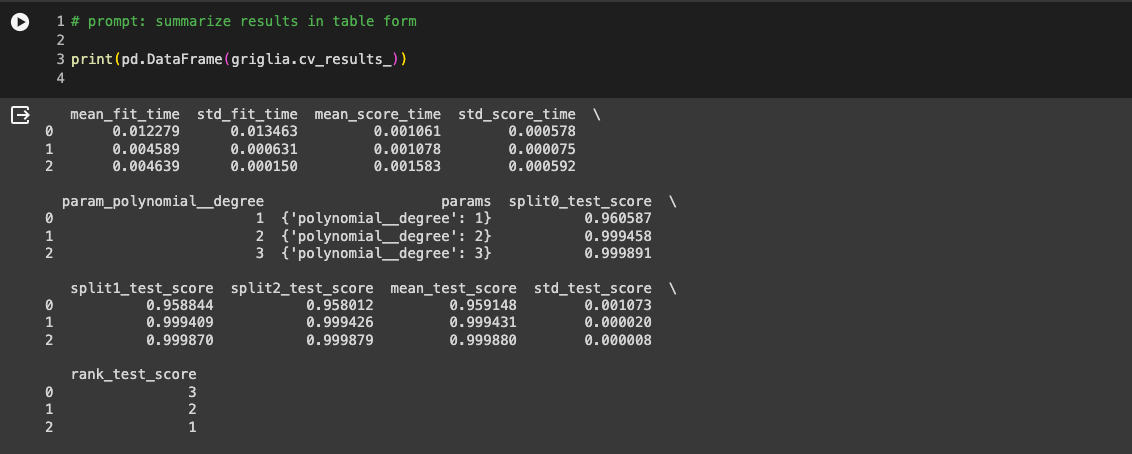 1 # prompt: summarize results in table form
2
3 print(pd.DataFrame(griglia.cv_results_))
4
   mean_fit_time  std_fit_time  mean_score_time  std_score_time  \
0       0.012279      0.013463         0.001061        0.000578
1       0.004589      0.000631         0.001078        0.000075
2       0.004639      0.000150         0.001583        0.000592
  param_polynomial__degree                     params  split0_test_score  \
0                        1  {'polynomial__degree': 1}           0.960587
1                        2  {'polynomial__degree': 2}           0.999458
2                        3  {'polynomial__degree': 3}           0.999891
   split1_test_score  split2_test_score  mean_test_score  std_test_score  \
0           0.958844           0.958012         0.959148        0.001073
1           0.999409           0.999426         0.999431        0.000020
2           0.999870           0.999879         0.999880        0.000008
   rank_test_score
0                3
1                2
2                1